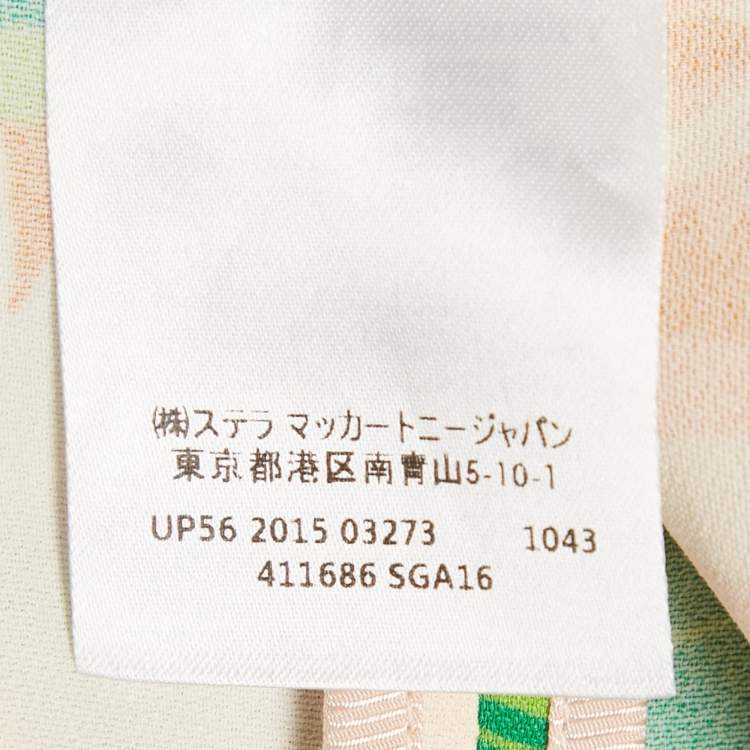 ㈱ステラ マッカートニージャパン
東京都港区南青山5-10-1
UP56 2015 03273 1043
411686 SGA16